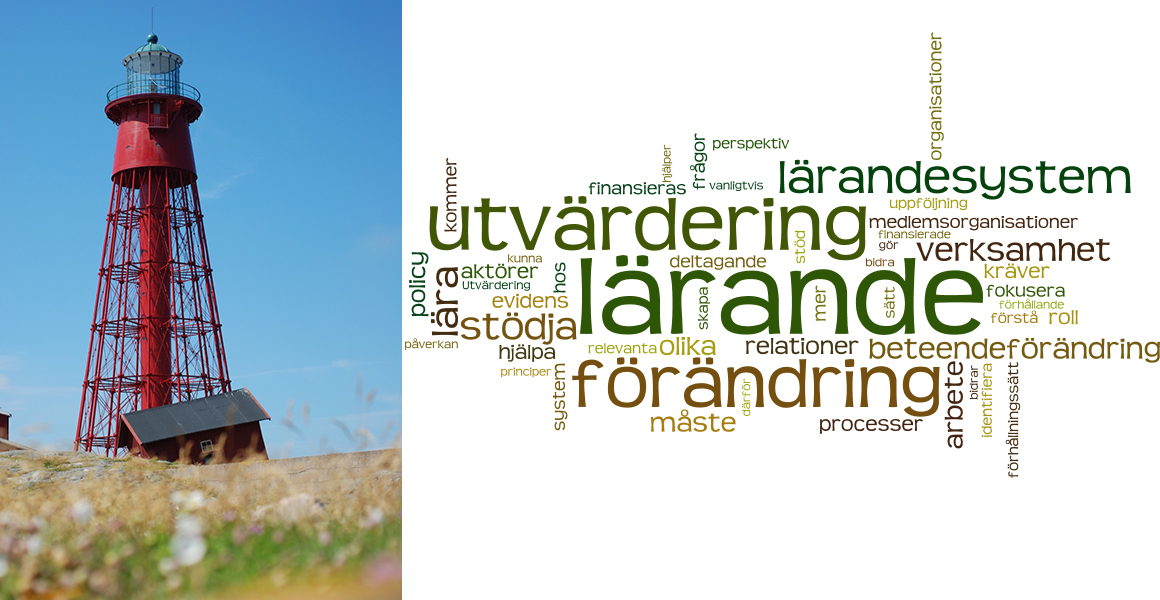 organisationer
perspektiv
frågor
hjälper
kommer
finansieras
vanligtvis
lärandesystem
utvärdering
uppföljning
medlemsorganisationer
finansierade
gör
verksamhet
stöd
kunna
deltagande
bidra
policy
lära
aktörer
hos
Utvärdering
evidens
lärande
skapa
mer
sätt
kräver
fokusera
förhållande
förstå
roll
stödja
påverkan
hjälpa
relevanta
olika
relationer
beteendeförändring
principer
system
förändring
därför
måste
processer
arbete
bidrar
identifiera
förhållningssätt